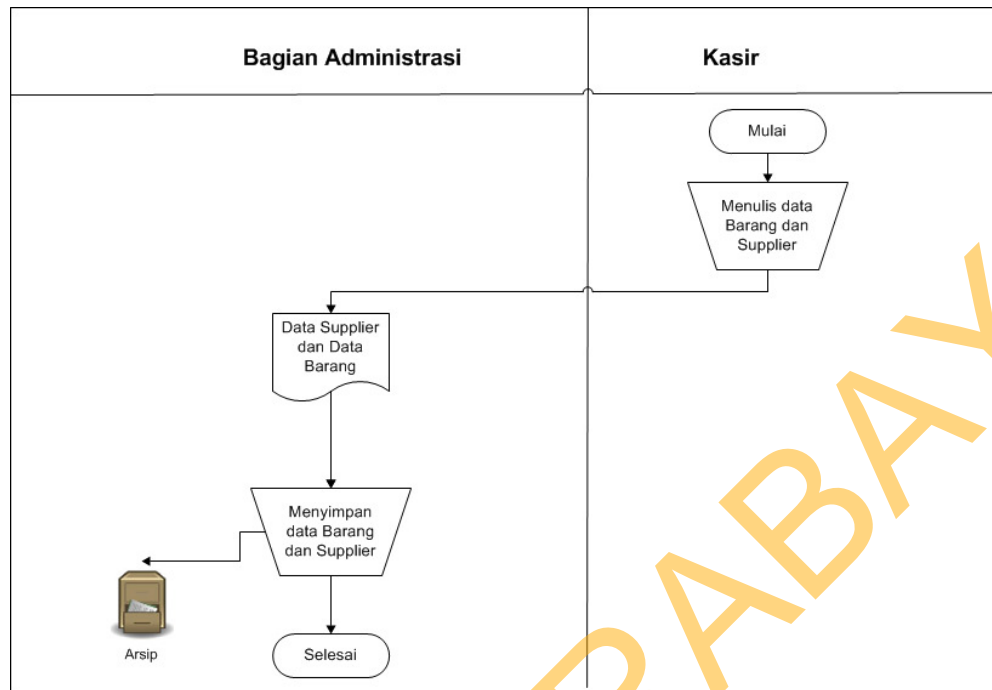 Bagian Administrasi
Kasir
Mulai
Menulis data
Barang dan
Supplier
Data Supplier
dan Data
Barang
Menyimpan
data Barang
dan Supplier
Arsip
Selesai
RABAY